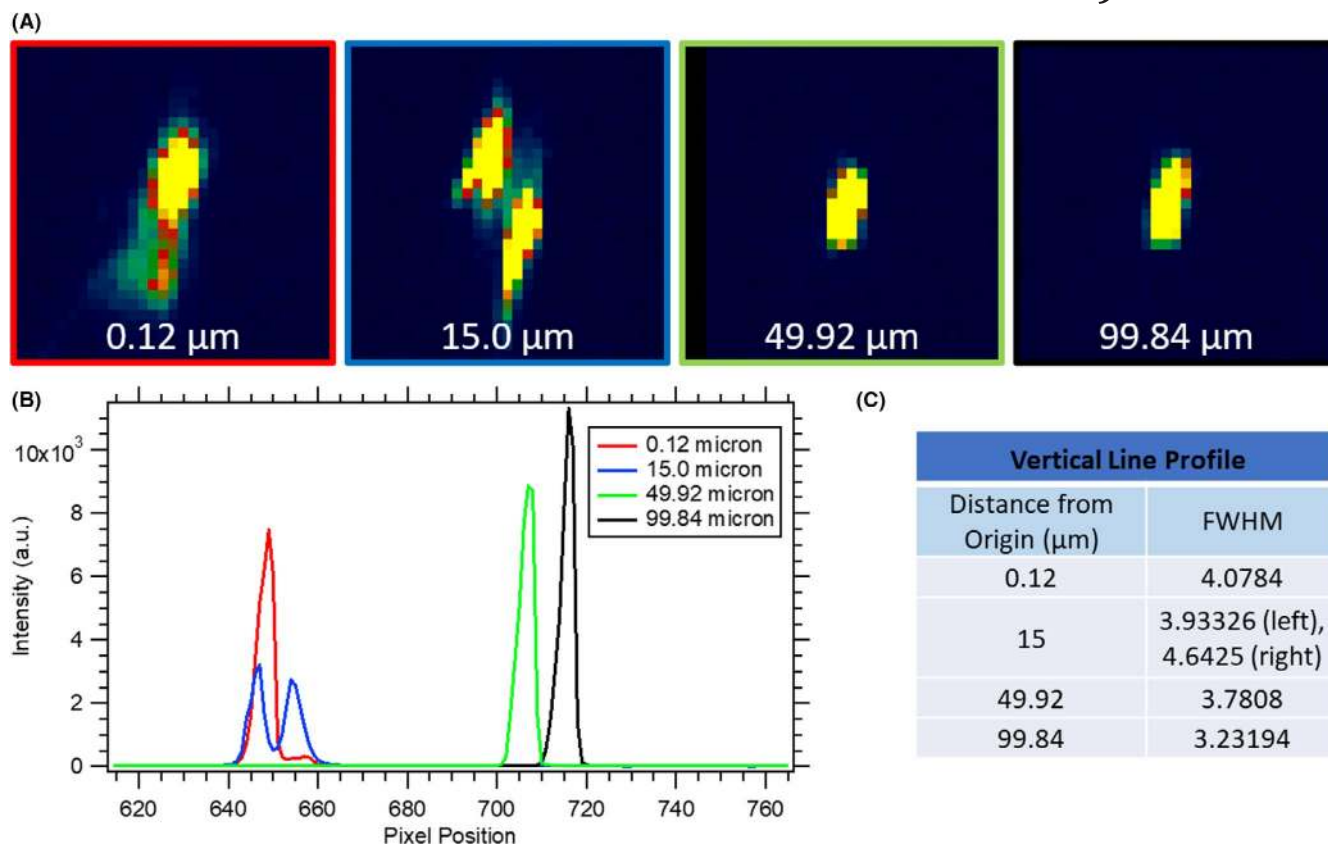 (A)
0.12 µm
15.0 µm
49.92 µm
99.84 µm
(B)
10x10³
8
6
4
2
0
Intensity (a.u.)
0.12 micron
15.0 micron
49.92 micron
99.84 micron
620 640 660 680 700 720 740 760
Pixel Position
(C)
Vertical Line Profile
Distance from
Origin (µm)
FWHM
0.12
4.0784
15
3.93326 (left),
4.6425 (right)
49.92
3.7808
99.84
3.23194